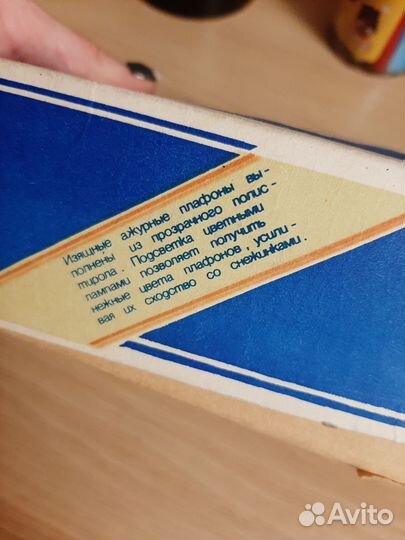 Изящные ажурные плафоны вы-
полнены из прозрачного полис-
тирола. Подсветка цветными
лампами позволяет получить
нежные цвета плафонов, усили-
вая их сходство со снежинками.
Avito